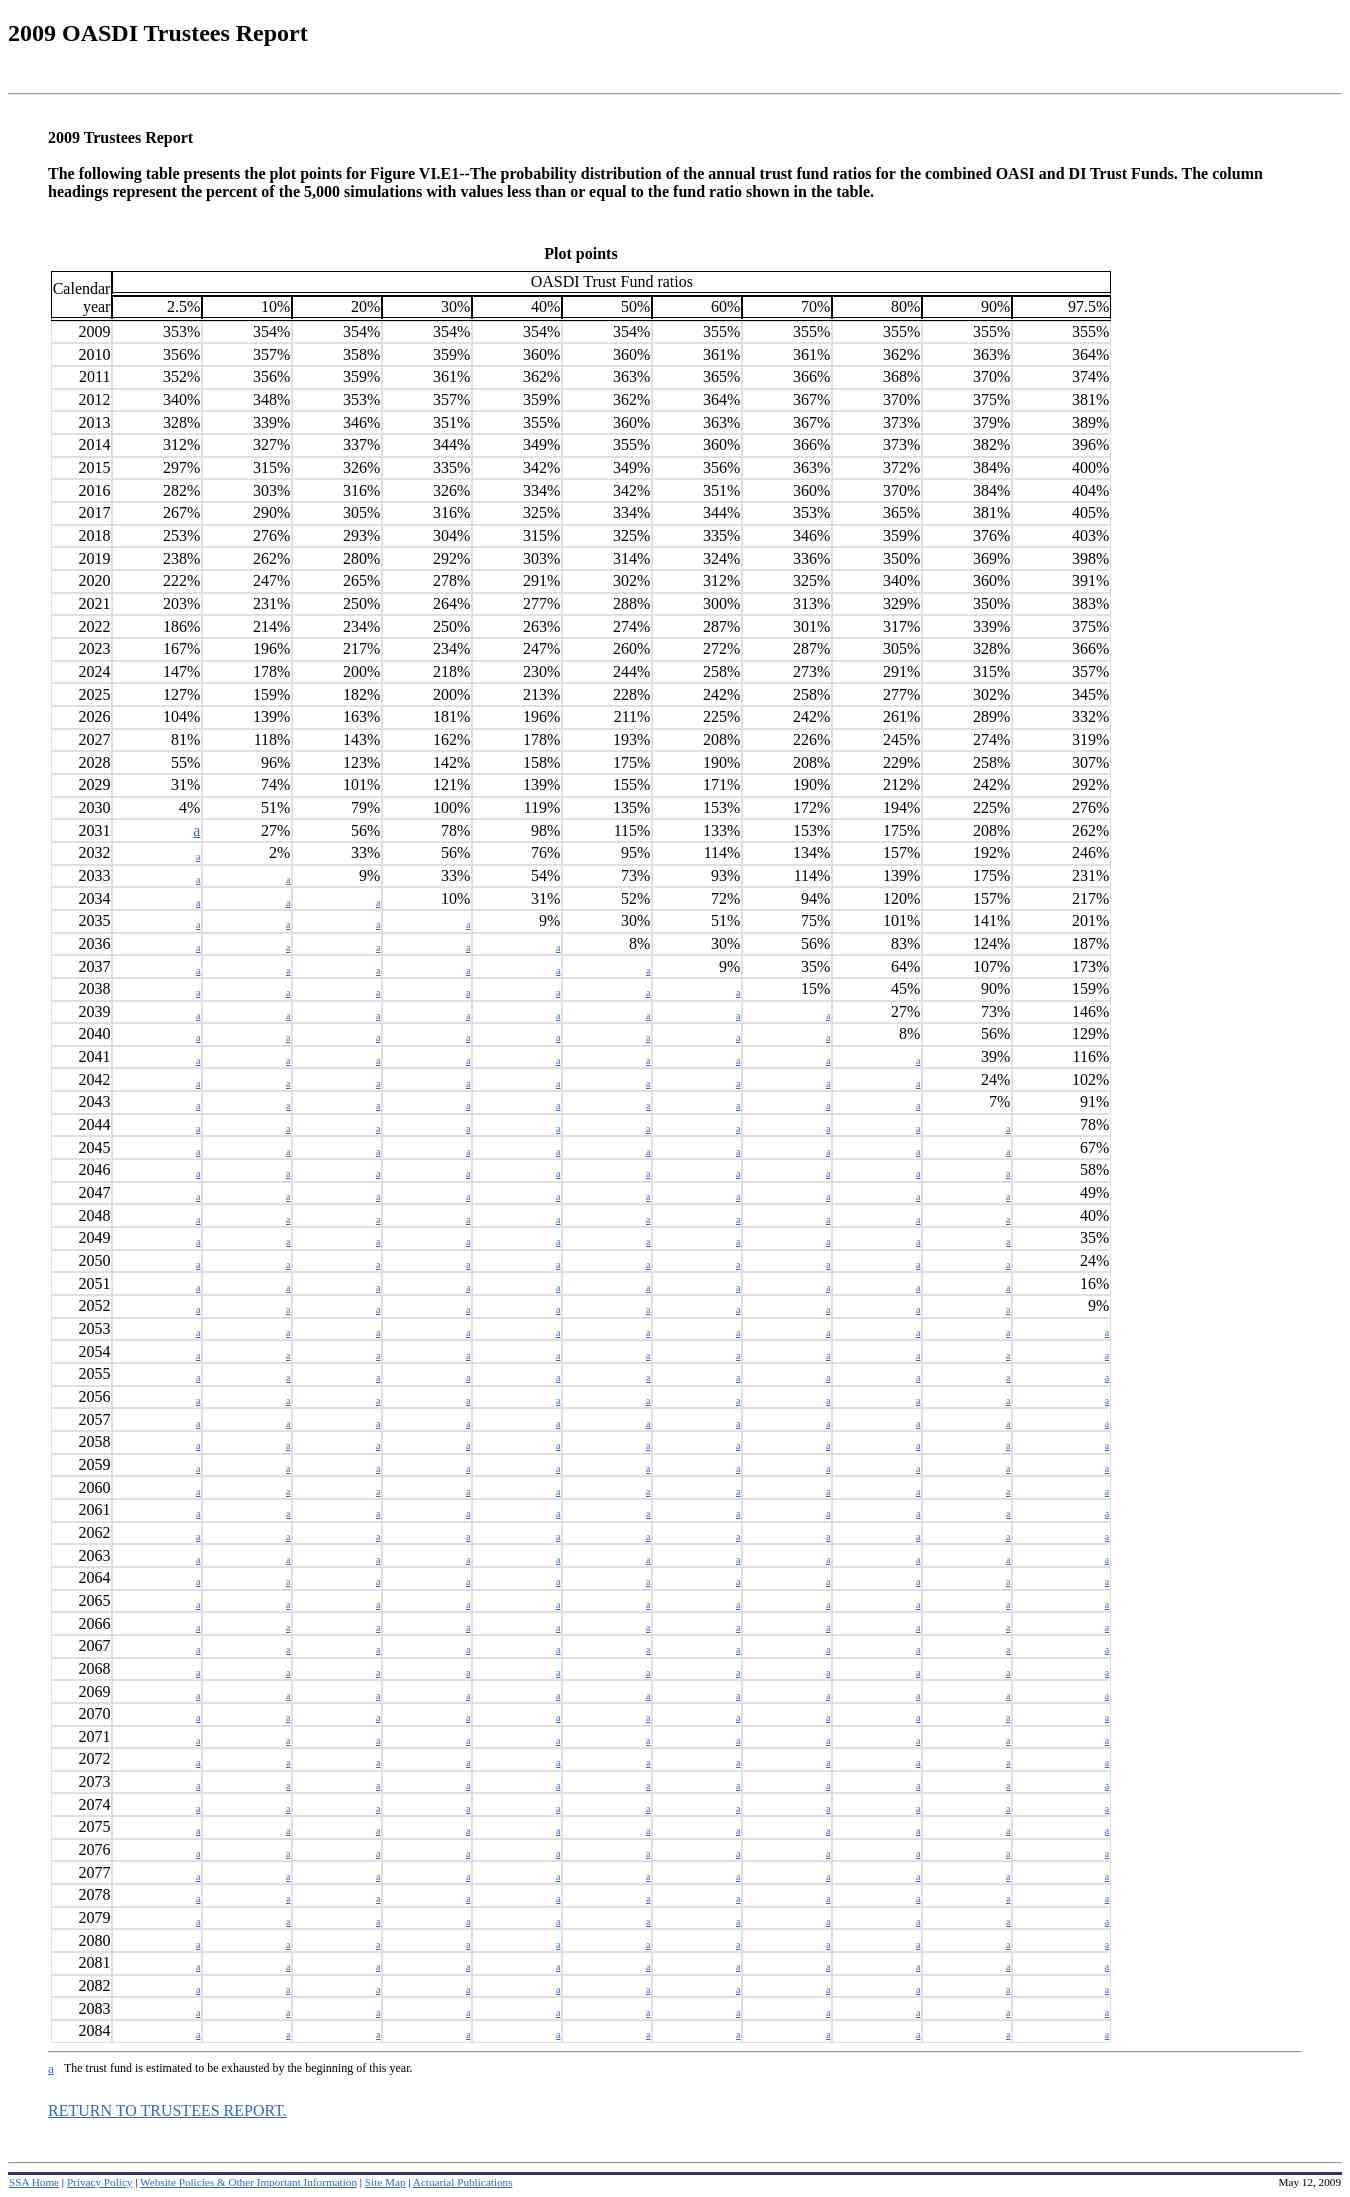 2009 OASDI Trustees Report
2009 Trustees Report
The following table presents the plot points for Figure VI.E1--The probability distribution of the annual trust fund ratios for the combined OASI and DI Trust Funds. The column
headings represent the percent of the 5,000 simulations with values less than or equal to the fund ratio shown in the table.
Plot points
Calendar year OASDI Trust Fund ratios
2.5% 10% 20% 30% 40% 50% 60% 70% 80% 90% 97.5%
2009 353% 354% 354% 354% 354% 354% 355% 355% 355% 355% 355%
2010 356% 357% 358% 359% 360% 360% 361% 361% 362% 363% 364%
2011 352% 356% 359% 361% 362% 363% 365% 366% 368% 370% 374%
2012 340% 348% 353% 357% 359% 362% 364% 367% 370% 375% 381%
2013 328% 339% 346% 351% 355% 360% 363% 367% 373% 379% 389%
2014 312% 327% 337% 344% 349% 355% 360% 366% 373% 382% 396%
2015 297% 315% 326% 335% 342% 349% 356% 363% 372% 384% 400%
2016 282% 303% 316% 326% 334% 342% 351% 360% 370% 384% 404%
2017 267% 290% 305% 316% 325% 334% 344% 353% 365% 381% 405%
2018 253% 276% 293% 304% 315% 325% 335% 346% 359% 376% 403%
2019 238% 262% 280% 292% 303% 314% 324% 336% 350% 369% 398%
2020 222% 247% 265% 278% 291% 302% 312% 325% 340% 360% 391%
2021 203% 231% 250% 264% 277% 288% 300% 313% 329% 350% 383%
2022 186% 214% 234% 250% 263% 274% 287% 301% 317% 339% 375%
2023 167% 196% 217% 234% 247% 260% 272% 287% 305% 328% 366%
2024 147% 178% 200% 218% 230% 244% 258% 273% 291% 315% 357%
2025 127% 159% 182% 200% 213% 228% 242% 258% 277% 302% 345%
2026 104% 139% 163% 181% 196% 211% 225% 242% 261% 289% 332%
2027 81% 118% 143% 162% 178% 193% 208% 226% 245% 274% 319%
2028 55% 96% 123% 142% 158% 175% 190% 208% 229% 258% 307%
2029 31% 74% 101% 121% 139% 155% 171% 190% 212% 242% 292%
2030 4% 51% 79% 100% 119% 135% 153% 172% 194% 225% 276%
2031 a 27% 56% 78% 98% 115% 133% 153% 175% 208% 262%
2032 a 2% 33% 56% 76% 95% 114% 134% 157% 192% 246%
2033 a a 9% 33% 54% 73% 93% 114% 139% 175% 231%
2034 a a a 10% 31% 52% 72% 94% 120% 157% 217%
2035 a a a a 9% 30% 51% 75% 101% 141% 201%
2036 a a a a a 8% 30% 56% 83% 124% 187%
2037 a a a a a a 9% 35% 64% 107% 173%
2038 a a a a a a a 15% 45% 90% 159%
2039 a a a a a a a a 27% 73% 146%
2040 a a a a a a a a 8% 56% 129%
2041 a a a a a a a a a 39% 116%
2042 a a a a a a a a a 24% 102%
2043 a a a a a a a a a 7% 91%
2044 a a a a a a a a a a 78%
2045 a a a a a a a a a a 67%
2046 a a a a a a a a a a 58%
2047 a a a a a a a a a a 49%
2048 a a a a a a a a a a 40%
2049 a a a a a a a a a a 35%
2050 a a a a a a a a a a 24%
2051 a a a a a a a a a a 16%
2052 a a a a a a a a a a 9%
2053 a a a a a a a a a a a
2054 a a a a a a a a a a a
2055 a a a a a a a a a a a
2056 a a a a a a a a a a a
2057 a a a a a a a a a a a
2058 a a a a a a a a a a a
2059 a a a a a a a a a a a
2060 a a a a a a a a a a a
2061 a a a a a a a a a a a
2062 a a a a a a a a a a a
2063 a a a a a a a a a a a
2064 a a a a a a a a a a a
2065 a a a a a a a a a a a
2066 a a a a a a a a a a a
2067 a a a a a a a a a a a
2068 a a a a a a a a a a a
2069 a a a a a a a a a a a
2070 a a a a a a a a a a a
2071 a a a a a a a a a a a
2072 a a a a a a a a a a a
2073 a a a a a a a a a a a
2074 a a a a a a a a a a a
2075 a a a a a a a a a a a
2076 a a a a a a a a a a a
2077 a a a a a a a a a a a
2078 a a a a a a a a a a a
2079 a a a a a a a a a a a
2080 a a a a a a a a a a a
2081 a a a a a a a a a a a
2082 a a a a a a a a a a a
2083 a a a a a a a a a a a
2084 a a a a a a a a a a a
a The trust fund is estimated to be exhausted by the beginning of this year.
RETURN TO TRUSTEES REPORT.
SSA Home | Privacy Policy | Website Policies & Other Important Information | Site Map | Actuarial Publications May 12, 2009